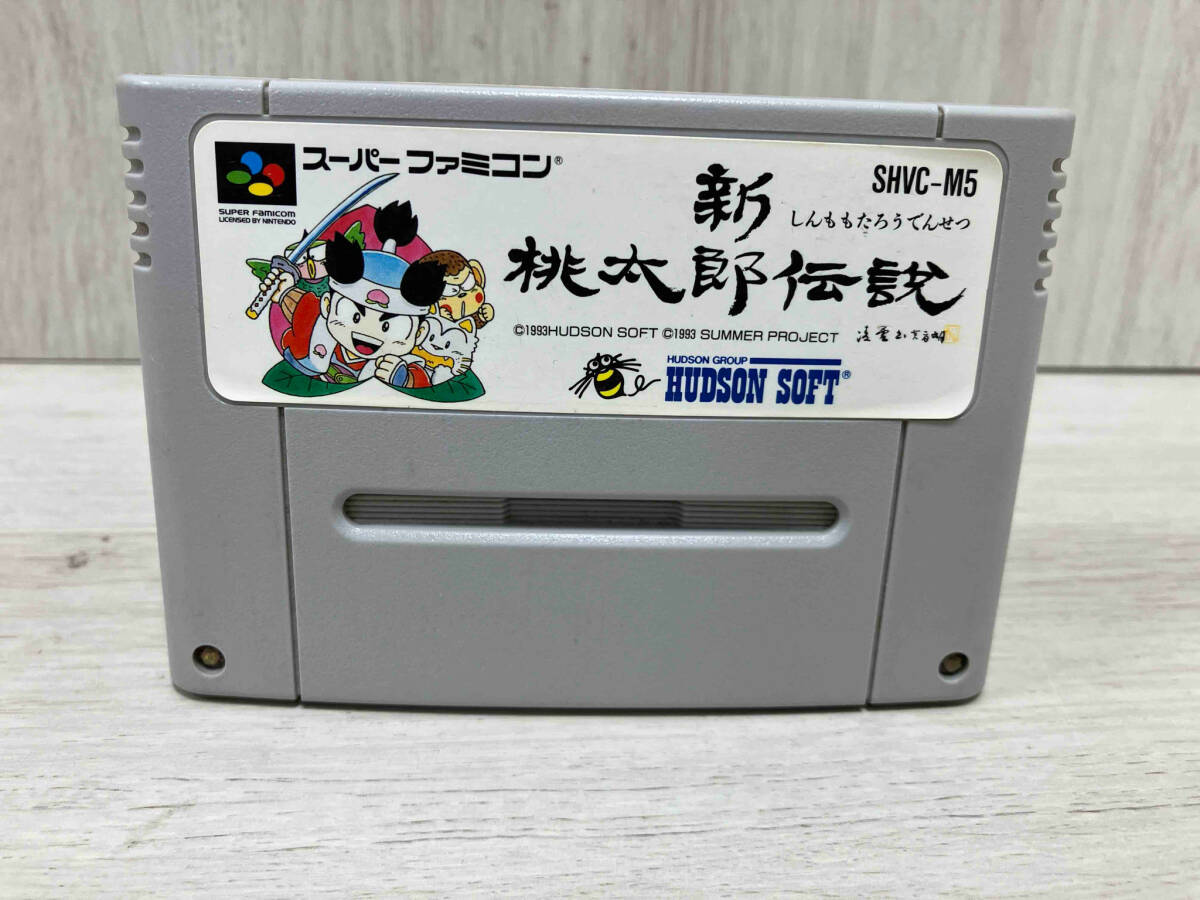 SUPER FAMICOM
LICENSED BY NINTENDO
スーパーファミコン®
SHVC-M5
新
しんももたろうでんせつ
桃太郎伝説
©1993HUDSON SOFT ©1993 SUMMER PROJECT
HUDSON GROUP
HUDSON SOFT®